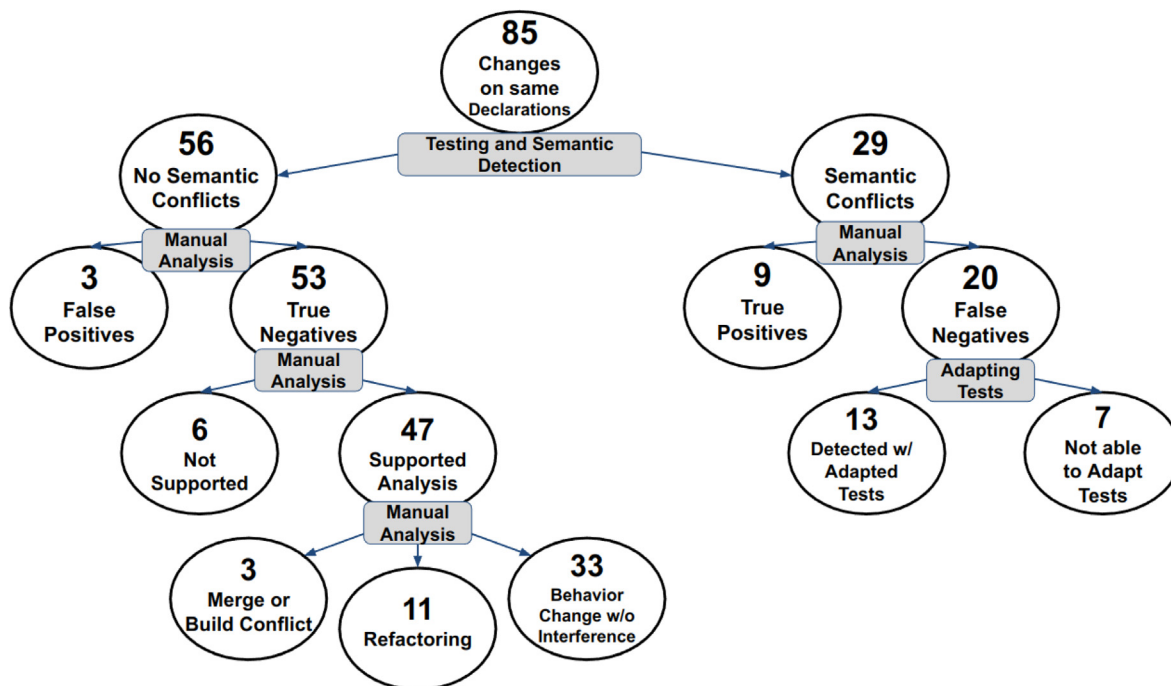 85
Changes
on same
Declarations
Testing and Semantic
Detection
56
No Semantic
Conflicts
29
Semantic
Conflicts
Manual
Analysis
Manual
Analysis
3
False
Positives
53
True
Negatives
9
True
Positives
20
False
Negatives
Manual
Analysis
Adapting
Tests
6
Not
Supported
47
Supported
Analysis
13
Detected w/
Adapted
Tests
7
Not able
to Adapt
Tests
Manual
Analysis
3
Merge or
Build Conflict
11
Refactoring
33
Behavior
Change w/o
Interference